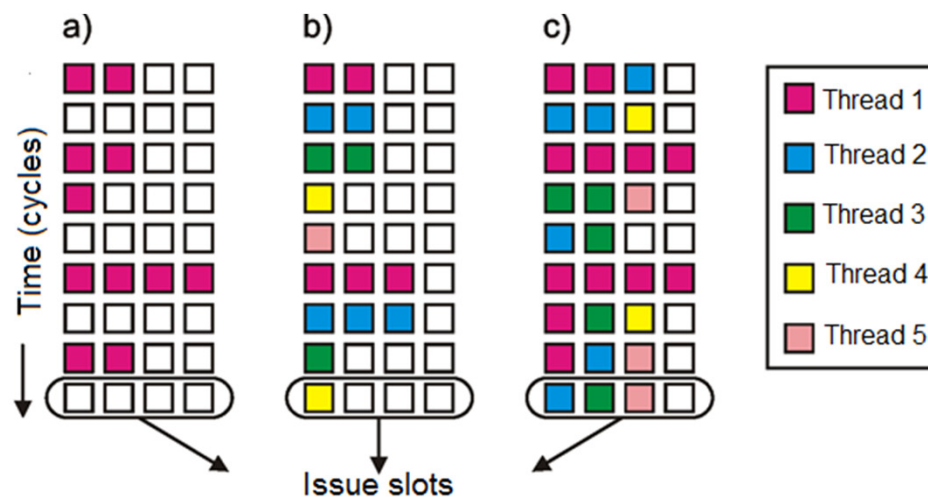 a)
b)
c)
Time (cycles)
Thread 1
Thread 2
Thread 3
Thread 4
Thread 5
Issue slots